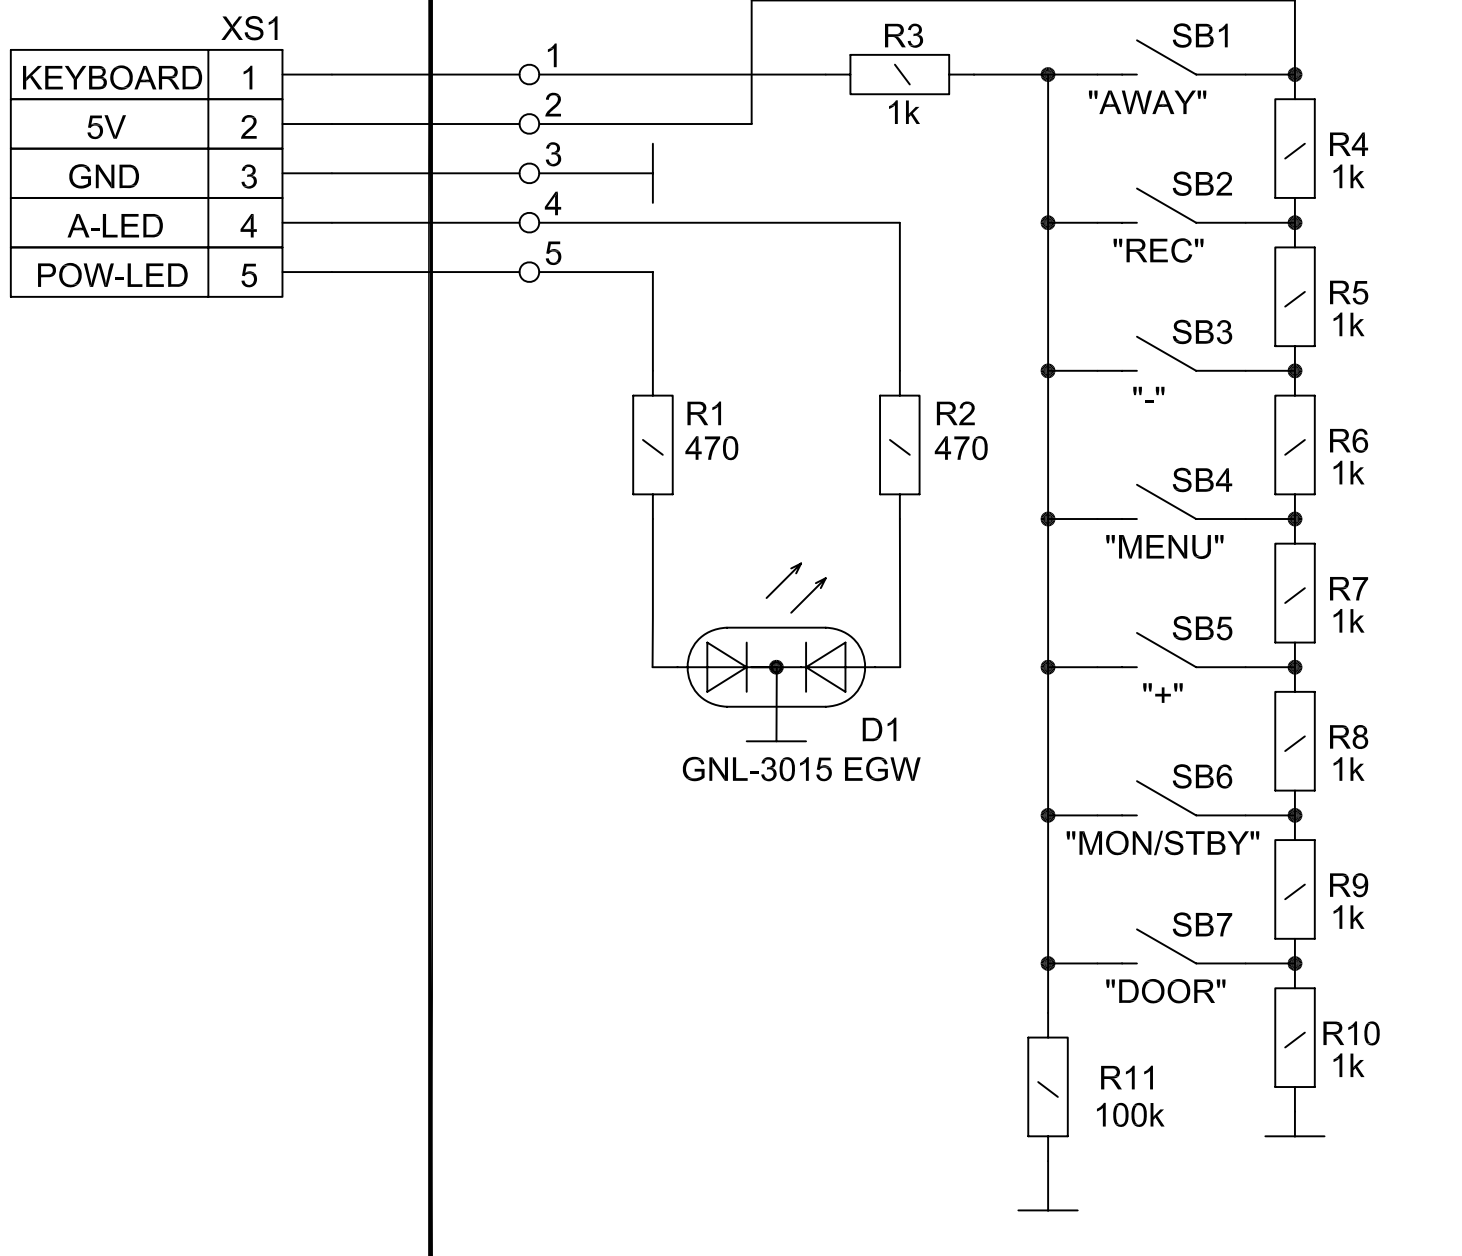 XS1
KEYBOARD 1
5V 2
GND 3
A-LED 4
POW-LED 5
1
2
3
4
5
R3
1k
SB1
"AWAY"
R4
1k
SB2
"REC"
R5
1k
SB3
"-"
R6
1k
SB4
"MENU"
R7
1k
SB5
"+"
R8
1k
SB6
"MON/STBY"
R9
1k
SB7
"DOOR"
R10
1k
R11
100k
R1
470
R2
470
D1
GNL-3015 EGW